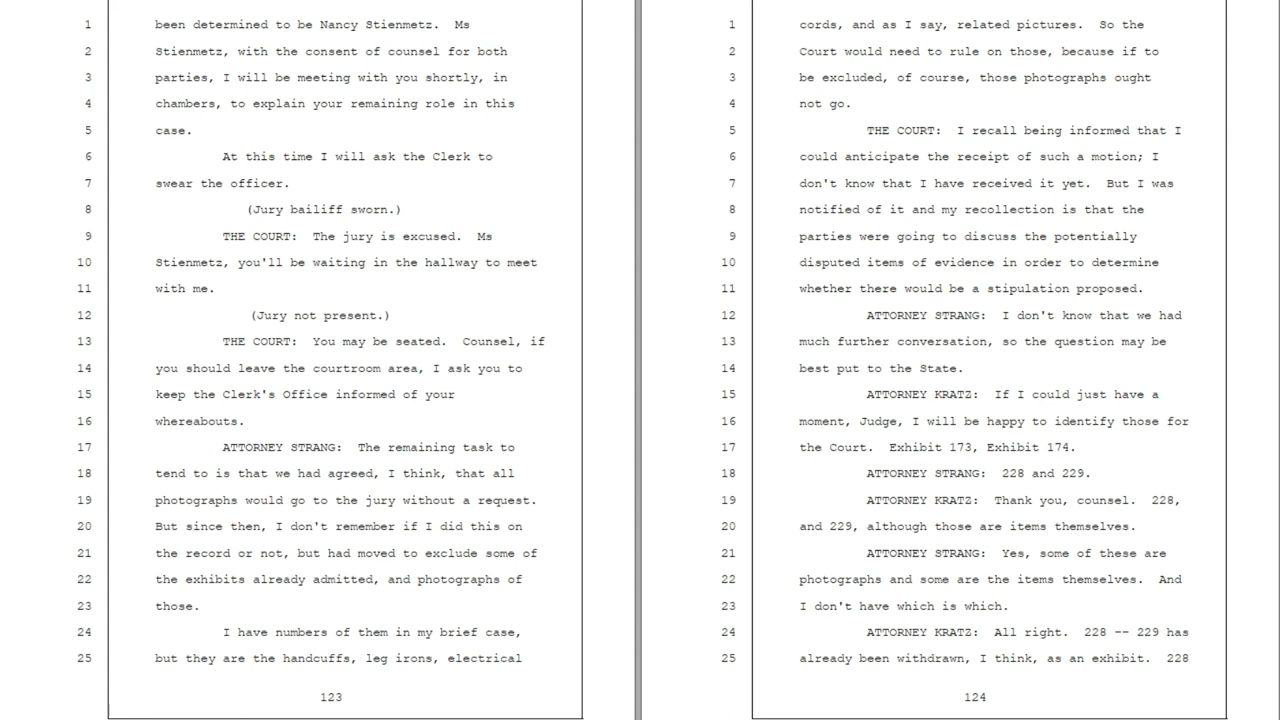 1 been determined to be Nancy Stienmetz. Ms
2 Stienmetz, with the consent of counsel for both
3 parties, I will be meeting with you shortly, in
4 chambers, to explain your remaining role in this
5 case.
6 At this time I will ask the Clerk to
7 swear the officer.
8 (Jury bailiff sworn.)
9 THE COURT: The jury is excused. Ms
10 Stienmetz, you'll be waiting in the hallway to meet
11 with me.
12 (Jury not present.)
13 THE COURT: You may be seated. Counsel, if
14 you should leave the courtroom area, I ask you to
15 keep the Clerk's Office informed of your
16 whereabouts.
17 ATTORNEY STRANG: The remaining task to
18 tend to is that we had agreed, I think, that all
19 photographs would go to the jury without a request.
20 But since then, I don't remember if I did this on
21 the record or not, but had moved to exclude some of
22 the exhibits already admitted, and photographs of
23 those.
24 I have numbers of them in my brief case,
25 but they are the handcuffs, leg irons, electrical
123
1 cords, and as I say, related pictures. So the
2 Court would need to rule on those, because if to
3 be excluded, of course, those photographs ought
4 not go.
5 THE COURT: I recall being informed that I
6 could anticipate the receipt of such a motion; I
7 don't know that I have received it yet. But I was
8 notified of it and my recollection is that the
9 parties were going to discuss the potentially
10 disputed items of evidence in order to determine
11 whether there would be a stipulation proposed.
12 ATTORNEY STRANG: I don't know that we had
13 much further conversation, so the question may be
14 best put to the State.
15 ATTORNEY KRATZ: If I could just have a
16 moment, Judge, I will be happy to identify those for
17 the Court. Exhibit 173, Exhibit 174.
18 ATTORNEY STRANG: 228 and 229.
19 ATTORNEY KRATZ: Thank you, counsel. 228,
20 and 229, although those are items themselves.
21 ATTORNEY STRANG: Yes, some of these are
22 photographs and some are the items themselves. And
23 I don't have which is which.
24 ATTORNEY KRATZ: All right. 228 -- 229 has
25 already been withdrawn, I think, as an exhibit. 228
124